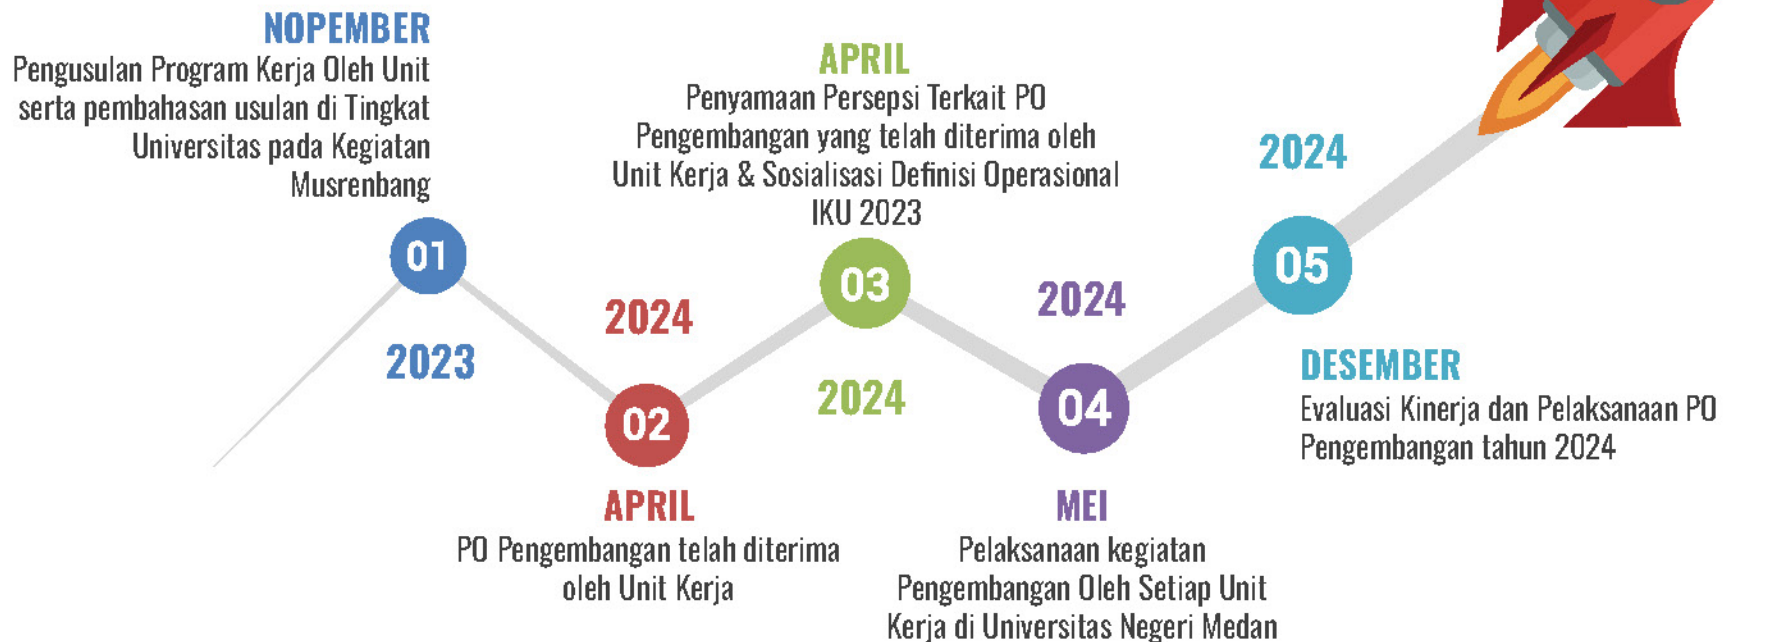 NOPEMBER
Pengusulan Program Kerja Oleh Unit
serta pembahasan usulan di Tingkat
Universitas pada Kegiatan
Musrenbang
01
2023
2024
02
APRIL
PO Pengembangan telah diterima
oleh Unit Kerja
APRIL
Penyamaan Persepsi Terkait PO
Pengembangan yang telah diterima oleh
Unit Kerja & Sosialisasi Definisi Operasional
IKU 2023
03
2024
2024
04
MEI
Pelaksanaan kegiatan
Pengembangan Oleh Setiap Unit
Kerja di Universitas Negeri Medan
2024
05
DESEMBER
Evaluasi Kinerja dan Pelaksanaan PO
Pengembangan tahun 2024